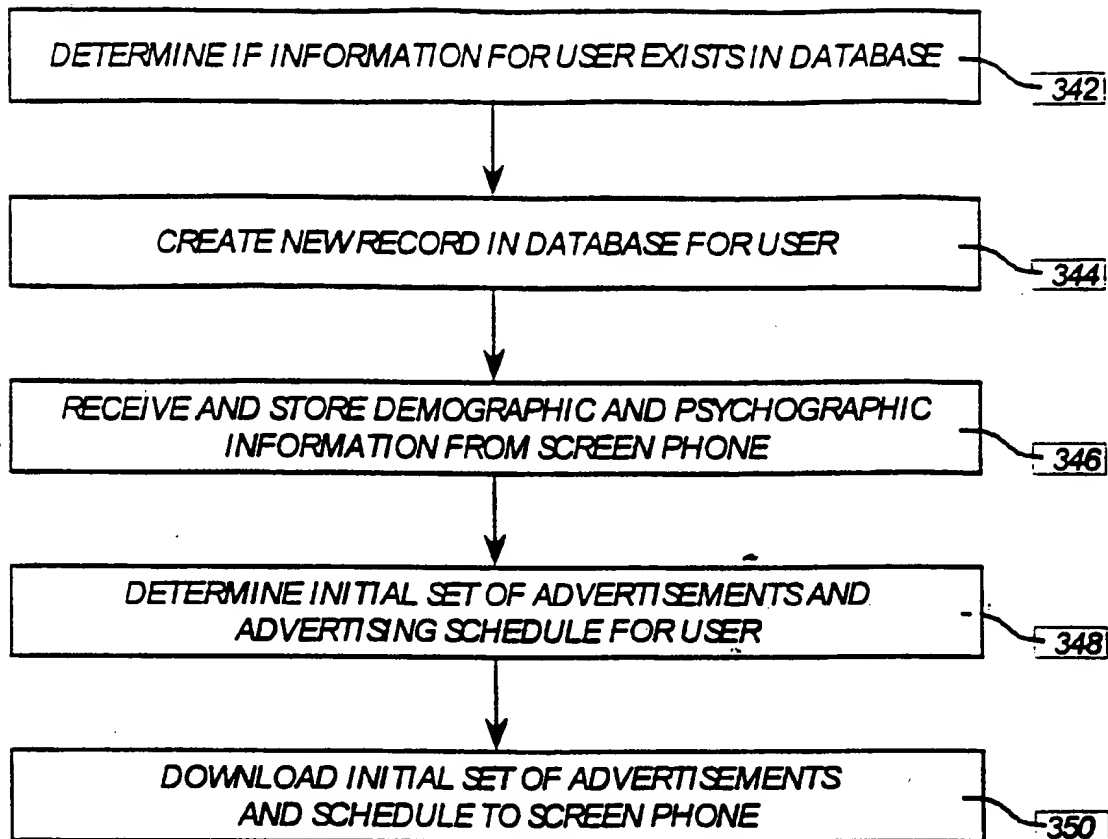 DETERMINE IF INFORMATION FOR USER EXISTS IN DATABASE
342
CREATE NEW RECORD IN DATABASE FOR USER
344
RECEIVE AND STORE DEMOGRAPHIC AND PSYCHOGRAPHIC
INFORMATION FROM SCREEN PHONE
346
DETERMINE INITIAL SET OF ADVERTISEMENTS AND
ADVERTISING SCHEDULE FOR USER
348
DOWNLOAD INITIAL SET OF ADVERTISEMENTS
AND SCHEDULE TO SCREEN PHONE
350